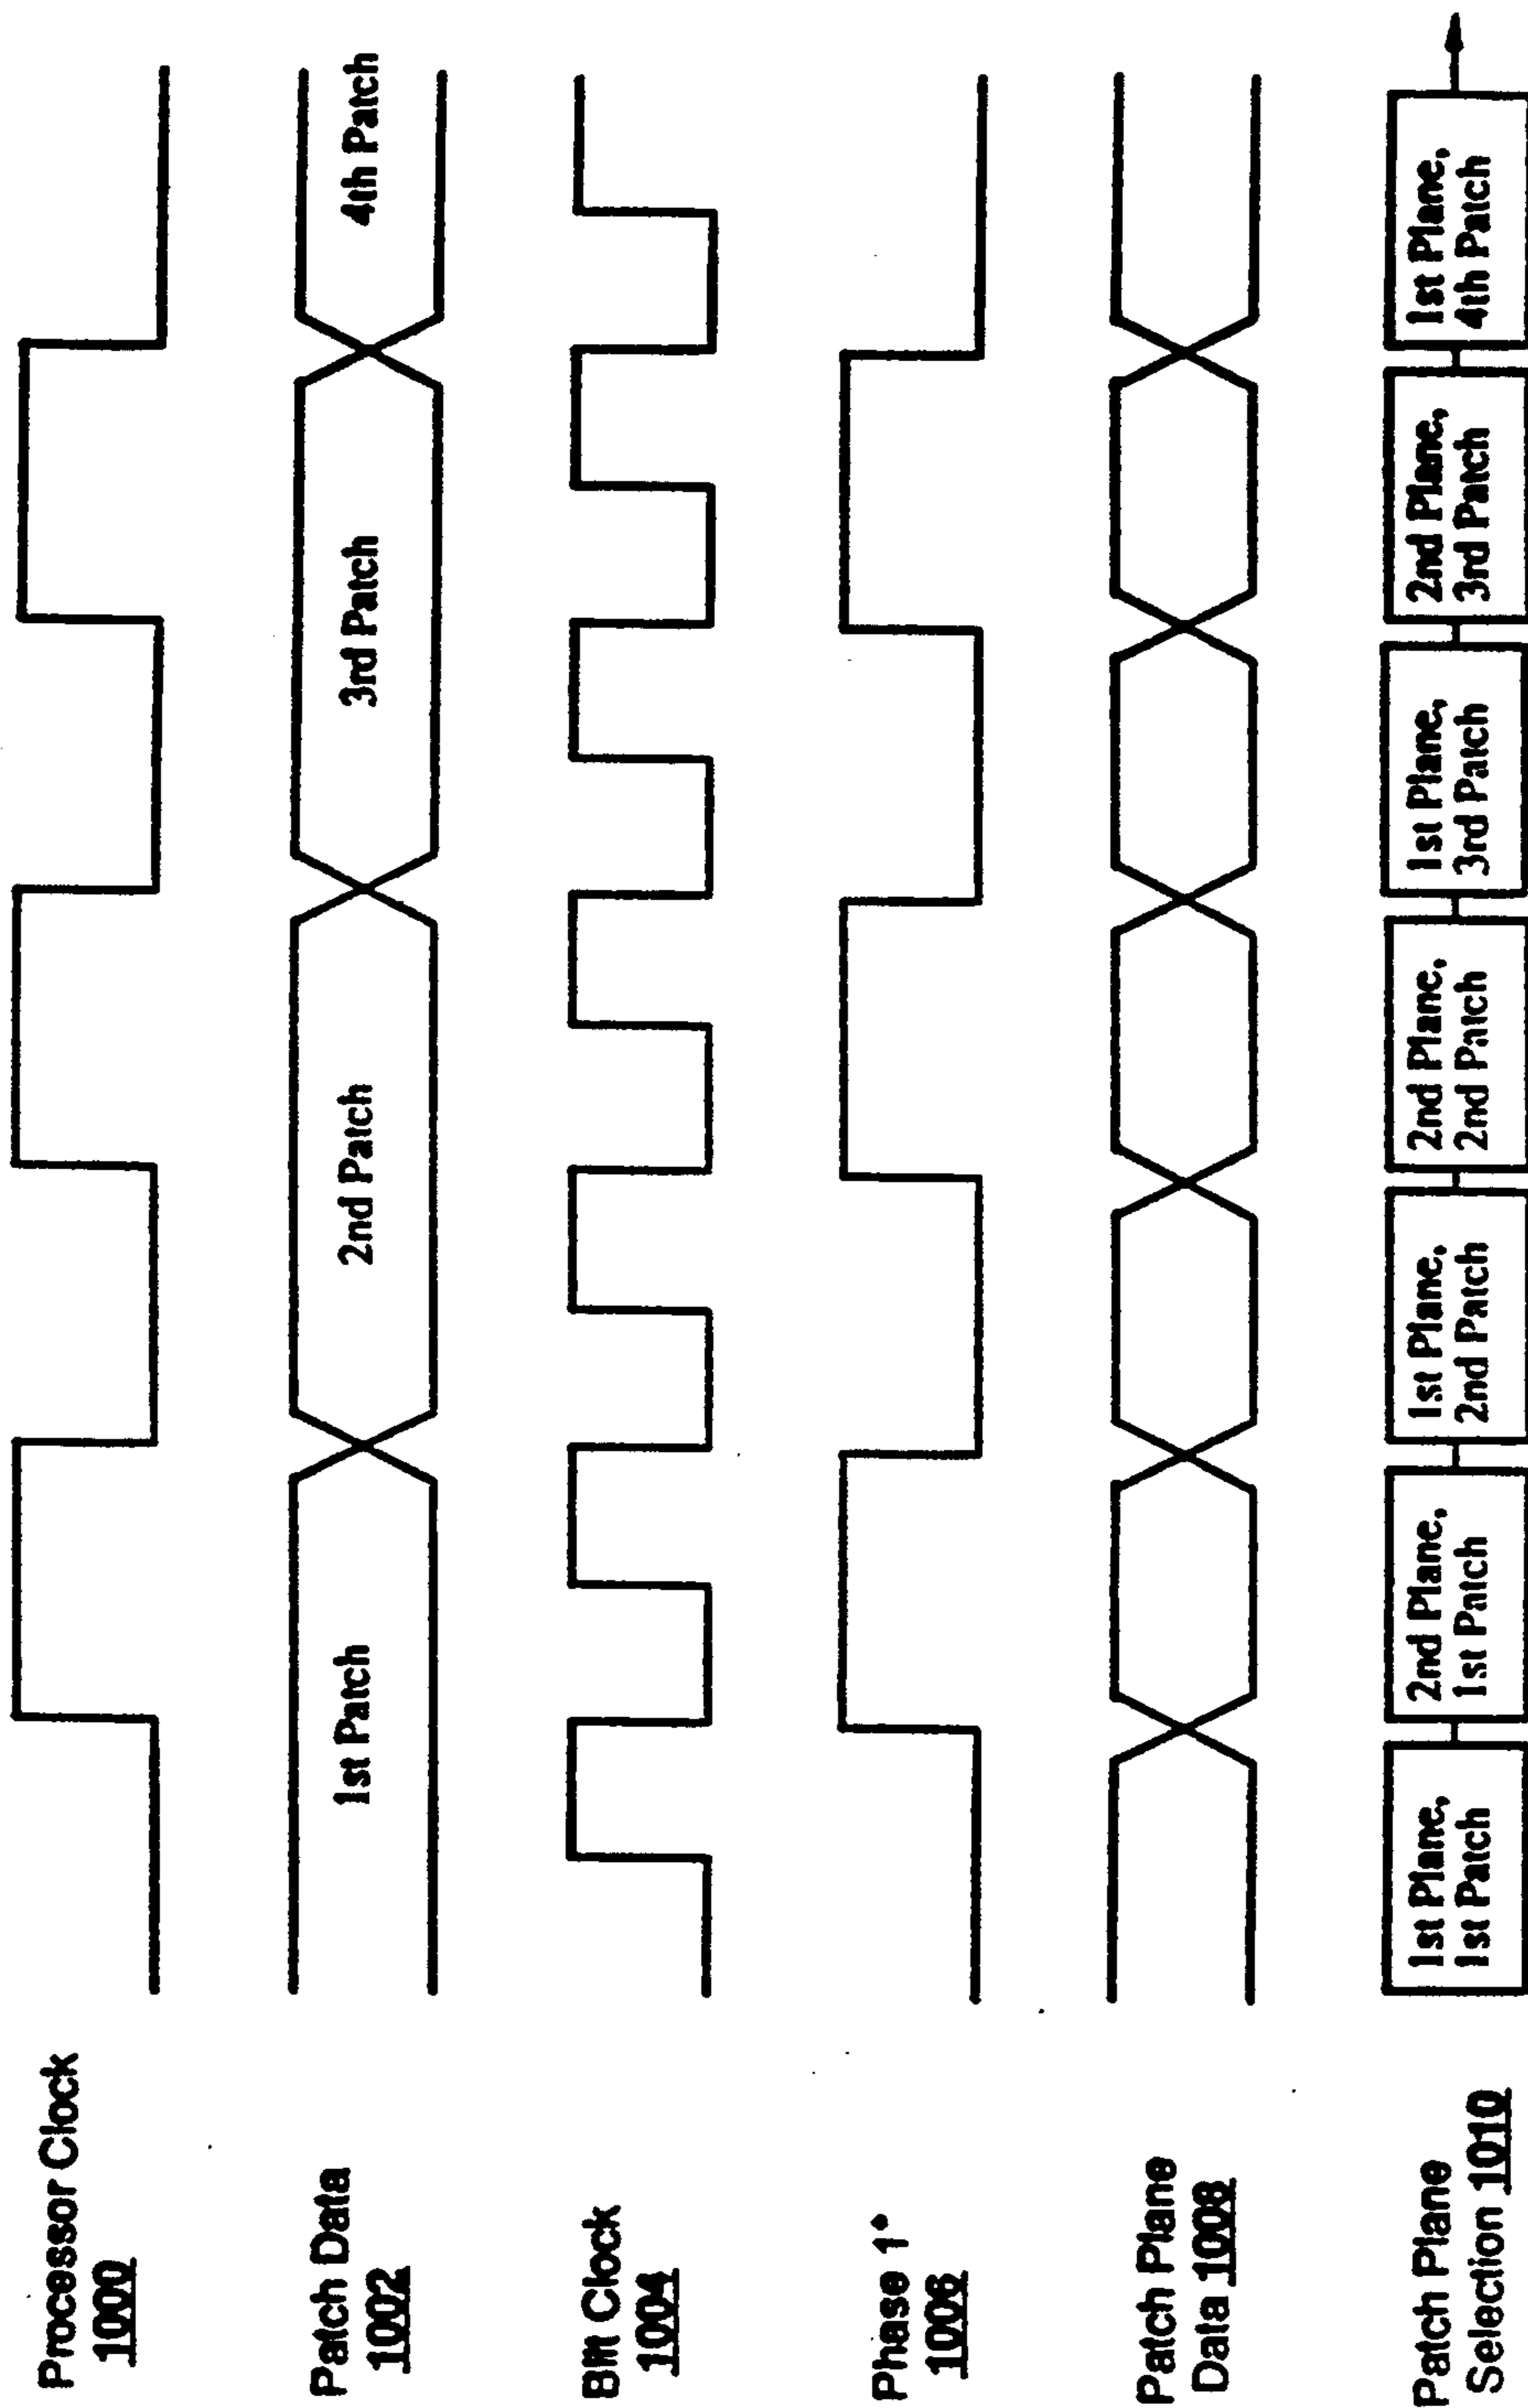 Processor Clock
1000
Patch Data
1002
1st Patch
2nd Patch
3rd Patch
4th Patch
Blit Clock
1004
Phase 1*
1006
Patch Plane
Data 1008
Patch Plane
Selection 1010
1st Plane,
1st Patch
2nd Plane,
1st Patch
1st Plane,
2nd Patch
2nd Plane,
2nd Patch
1st Plane,
3rd Patch
2nd Plane,
3rd Patch
1st Plane,
4th Patch